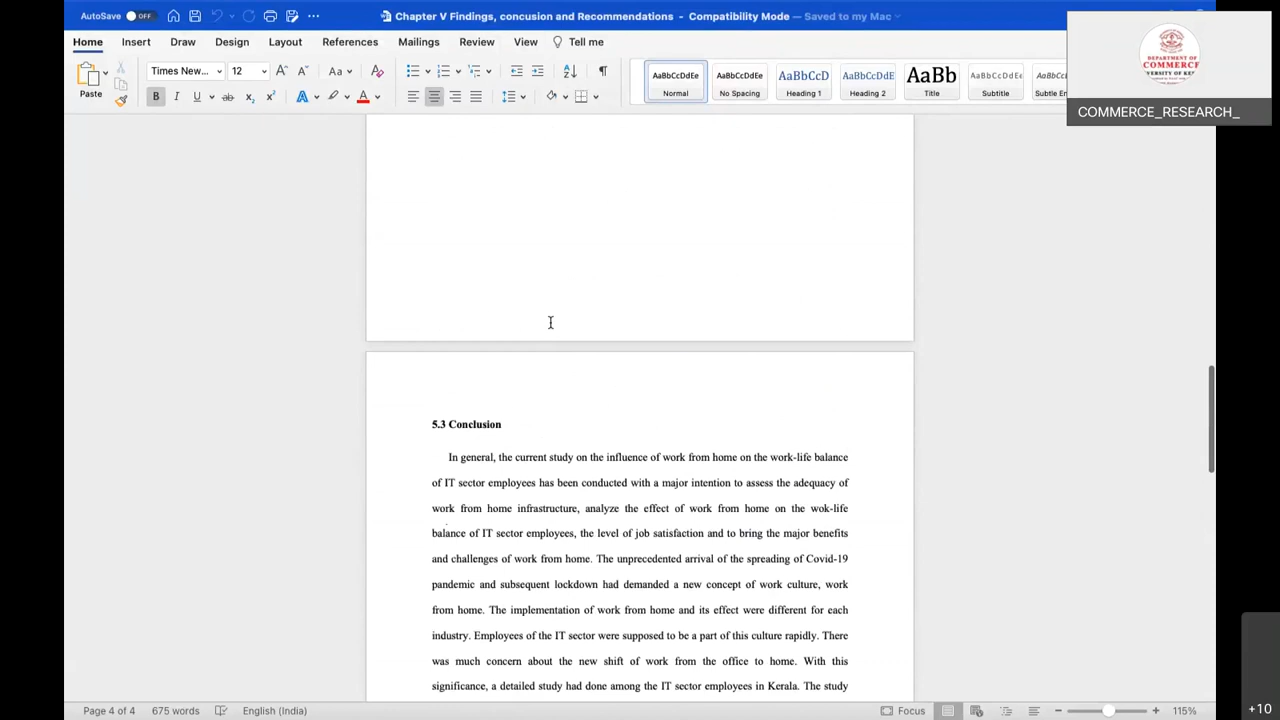 AutoSave OFF
Chapter V Findings, concusion and Recommendations - Compatibility Mode — Saved to my Mac
Home Insert Draw Design Layout References Mailings Review View Tell me
Paste
Times New... 12
AaBbCcDdEe AaBbCcDdEe AaBbCcD AaBbCcDdE AaBb AaBbCcDdEe
Normal No Spacing Heading 1 Heading 2 Title Subtitle Subtle
DEPARTMENT OF
COMMERCE
COMMERCE_RESEARCH_
5.3 Conclusion
In general, the current study on the influence of work from home on the work-life balance
of IT sector employees has been conducted with a major intention to assess the adequacy of
work from home infrastructure, analyze the effect of work from home on the wok-life
balance of IT sector employees, the level of job satisfaction and to bring the major benefits
and challenges of work from home. The unprecedented arrival of the spreading of Covid-19
pandemic and subsequent lockdown had demanded a new concept of work culture, work
from home. The implementation of work from home and its effect were different for each
industry. Employees of the IT sector were supposed to be a part of this culture rapidly. There
was much concern about the new shift of work from the office to home. With this
significance, a detailed study had done among the IT sector employees in Kerala. The study
Page 4 of 4 675 words English (India) Focus 115%
+10